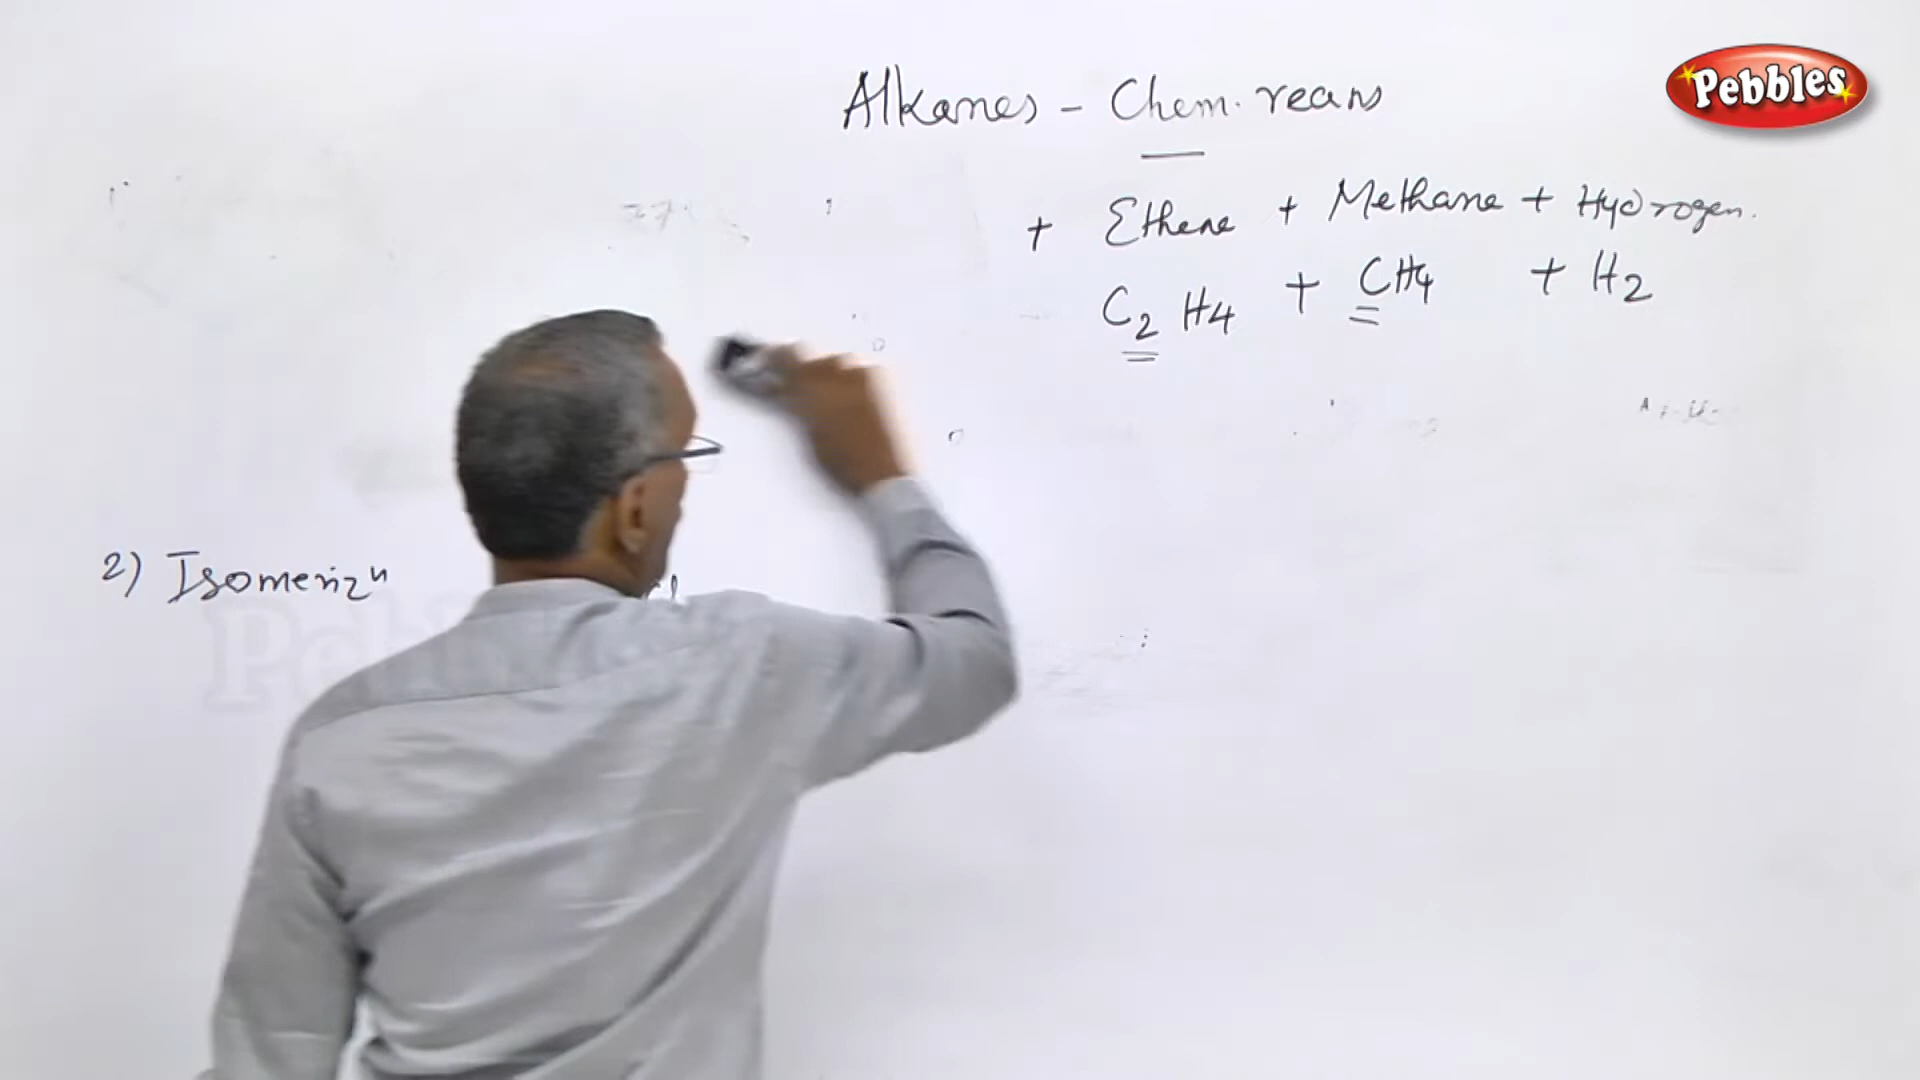 Pebbles
Alkanes - Chem. reans
+ Ethene + Methane + Hydrogen.
C2 H4 + CH4 + H2
2) Isomerizn